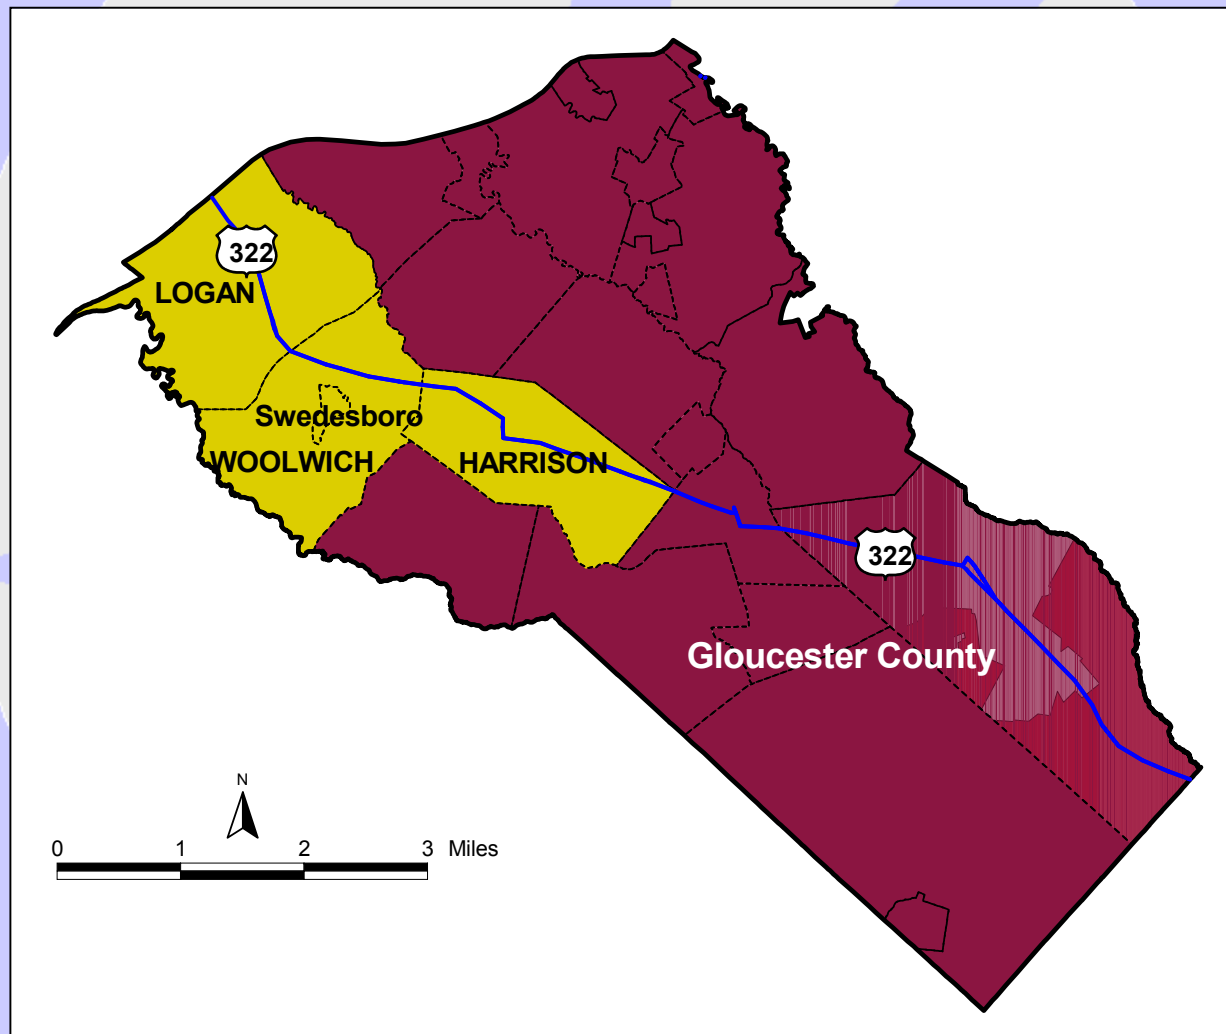 322
LOGAN
Swedesboro
WOOLWICH
HARRISON
322
Gloucester County
N
0 1 2 3 Miles